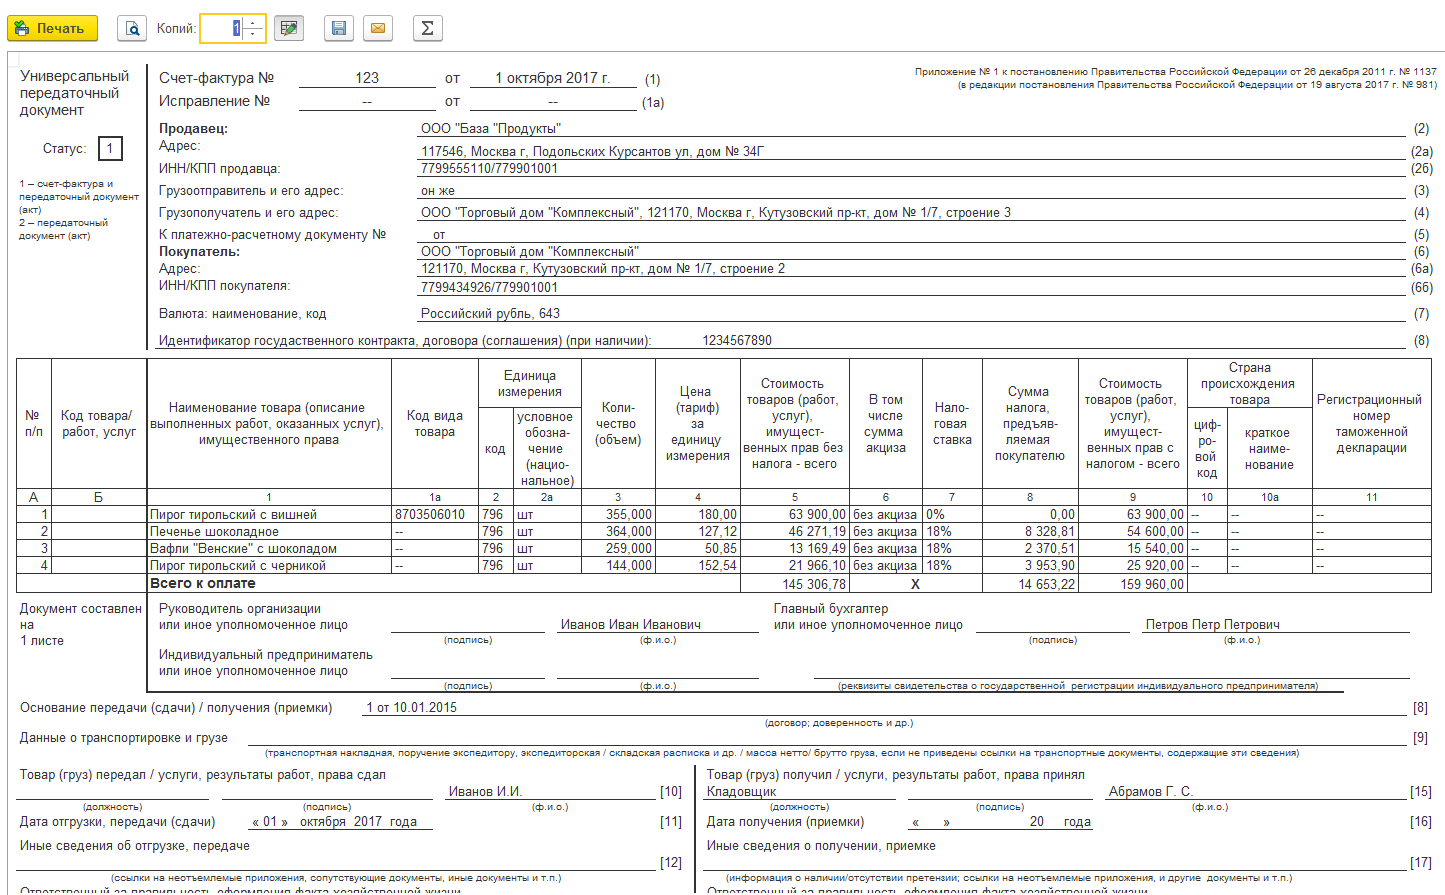 Печать Копий: 1 Σ
Универсальный
передаточный
документ
Статус: 1
1 – счет-фактура и
передаточный документ
(акт)
2 – передаточный
документ (акт)
Счет-фактура № 123 от 1 октября 2017 г. (1)
Исправление № -- от -- (1а)
Приложение № 1 к постановлению Правительства Российской Федерации от 26 декабря 2011 г. № 1137
(в редакции постановления Правительства Российской Федерации от 19 августа 2017 г. № 981)
Продавец: ООО "База "Продукты" (2)
Адрес: 117546, Москва г, Подольских Курсантов ул, дом № 34Г (2а)
ИНН/КПП продавца: 7799555110/779901001 (2б)
Грузоотправитель и его адрес: он же (3)
Грузополучатель и его адрес: ООО "Торговый дом "Комплексный", 121170, Москва г, Кутузовский пр-кт, дом № 1/7, строение 3 (4)
К платежно-расчетному документу № от (5)
Покупатель: ООО "Торговый дом "Комплексный" (6)
Адрес: 121170, Москва г, Кутузовский пр-кт, дом № 1/7, строение 2 (6а)
ИНН/КПП покупателя: 7799434926/779901001 (6б)
Валюта: наименование, код Российский рубль, 643 (7)
Идентификатор госудаственного контракта, договора (соглашения) (при наличии): 1234567890 (8)
№
п/п
Код товара/
работ, услуг
Наименование товара (описание
выполненных работ, оказанных услуг),
имущественного права
Код вида
товара
Единица
измерения
код
условное
обозна-
чение
(нацио-
нальное)
Коли-
чество
(объем)
Цена
(тариф)
за
единицу
измерения
Стоимость
товаров (работ,
услуг),
имущест-
венных прав без
налога - всего
В том
числе
сумма
акциза
Нало-
говая
ставка
Сумма
налога,
предъяв-
ляемая
покупателю
Стоимость
товаров (работ,
услуг),
имущест-
венных прав с
налогом - всего
Страна
происхождения
товара
циф-
ро-
вой
код
краткое
наиме-
нование
Регистрационный
номер
таможенной
декларации
А Б 1 1а 2 2а 3 4 5 6 7 8 9 10 10а 11
1 Пирог тирольский с вишней 8703506010 796 шт 355,000 180,00 63 900,00 без акциза 0% 0,00 63 900,00 -- -- --
2 Печенье шоколадное -- 796 шт 364,000 127,12 46 271,19 без акциза 18% 8 328,81 54 600,00 -- -- --
3 Вафли "Венские" с шоколадом -- 796 шт 259,000 50,85 13 169,49 без акциза 18% 2 370,51 15 540,00 -- -- --
4 Пирог тирольский с черникой -- 796 шт 144,000 152,54 21 966,10 без акциза 18% 3 953,90 25 920,00 -- -- --
Всего к оплате 145 306,78 Х 14 653,22 159 960,00
Документ составлен
на
1 листе
Руководитель организации
или иное уполномоченное лицо Иванов Иван Иванович
(подпись) (ф.и.о.)
Главный бухгалтер
или иное уполномоченное лицо Петров Петр Петрович
(подпись) (ф.и.о.)
Индивидуальный предприниматель
или иное уполномоченное лицо
(подпись) (ф.и.о.) (реквизиты свидетельства о государственной регистрации индивидуального предпринимателя)
Основание передачи (сдачи) / получения (приемки) 1 от 10.01.2015 [8]
(договор; доверенность и др.)
Данные о транспортировке и грузе [9]
(транспортная накладная, поручение экспедитору, экспедиторская / складская расписка и др. / масса нетто/ брутто груза, если не приведены ссылки на транспортные документы, содержащие эти сведения)
Товар (груз) передал / услуги, результаты работ, права сдал
Иванов И.И. [10]
(должность) (подпись) (ф.и.о.)
Дата отгрузки, передачи (сдачи) « 01 » октября 2017 года [11]
Иные сведения об отгрузке, передаче
[12]
(ссылки на неотъемлемые приложения, сопутствующие документы, иные документы и т.п.)
Ответственный за правильность оформления факта хозяйственной жизни
Товар (груз) получил / услуги, результаты работ, права принял
Кладовщик Абрамов Г. С. [15]
(должность) (подпись) (ф.и.о.)
Дата получения (приемки) « » 20 года [16]
Иные сведения о получении, приемке
[17]
(информация о наличии/отсутствии претензии; ссылки на неотъемлемые приложения, и другие документы и т.п.)
Ответственный за правильность оформления факта хозяйственной жизни